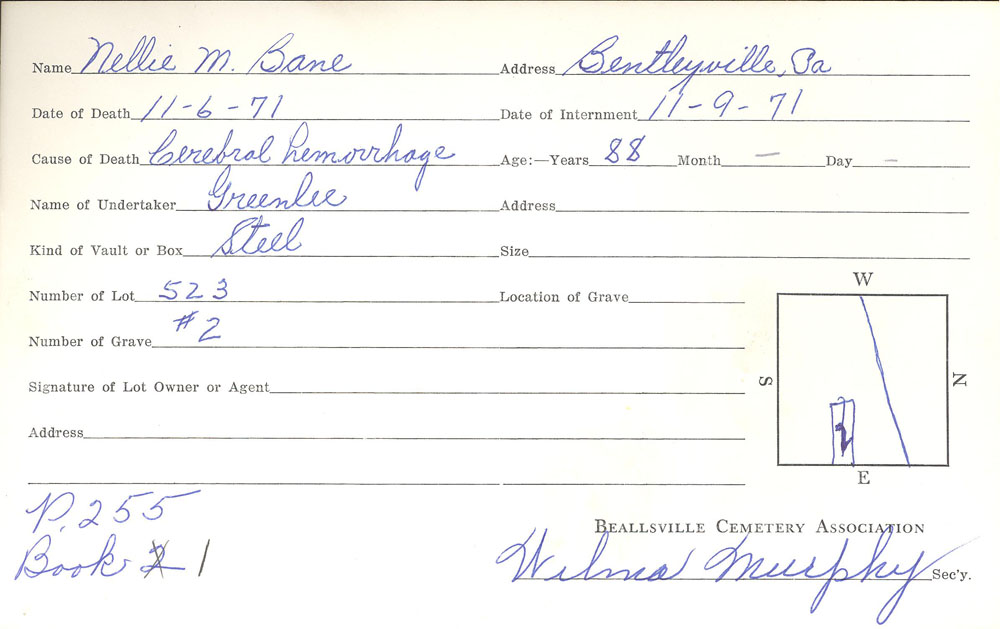 Name Nellie M. Bane Address Bentleyville, Pa
Date of Death 11-6-71 Date of Internment 11-9-71
Cause of Death Cerebral hemorrhage Age:—Years 88 Month — Day —
Name of Undertaker Greenlee Address
Kind of Vault or Box Steel Size
Number of Lot 523 Location of Grave
Number of Grave #2
Signature of Lot Owner or Agent
Address
W
S N
2
E
P. 255
Book 2 1
Beallsville Cemetery Association
Wilma Murphy Sec'y.